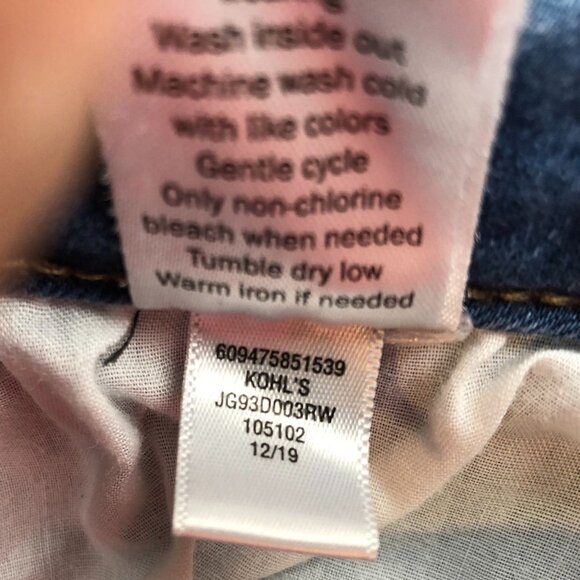 Wash inside out
Machine wash cold
with like colors
Gentle cycle
Only non-chlorine
bleach when needed
Tumble dry low
Warm iron if needed
609475851539
KOHL'S
JG93D003RW
105102
12/19